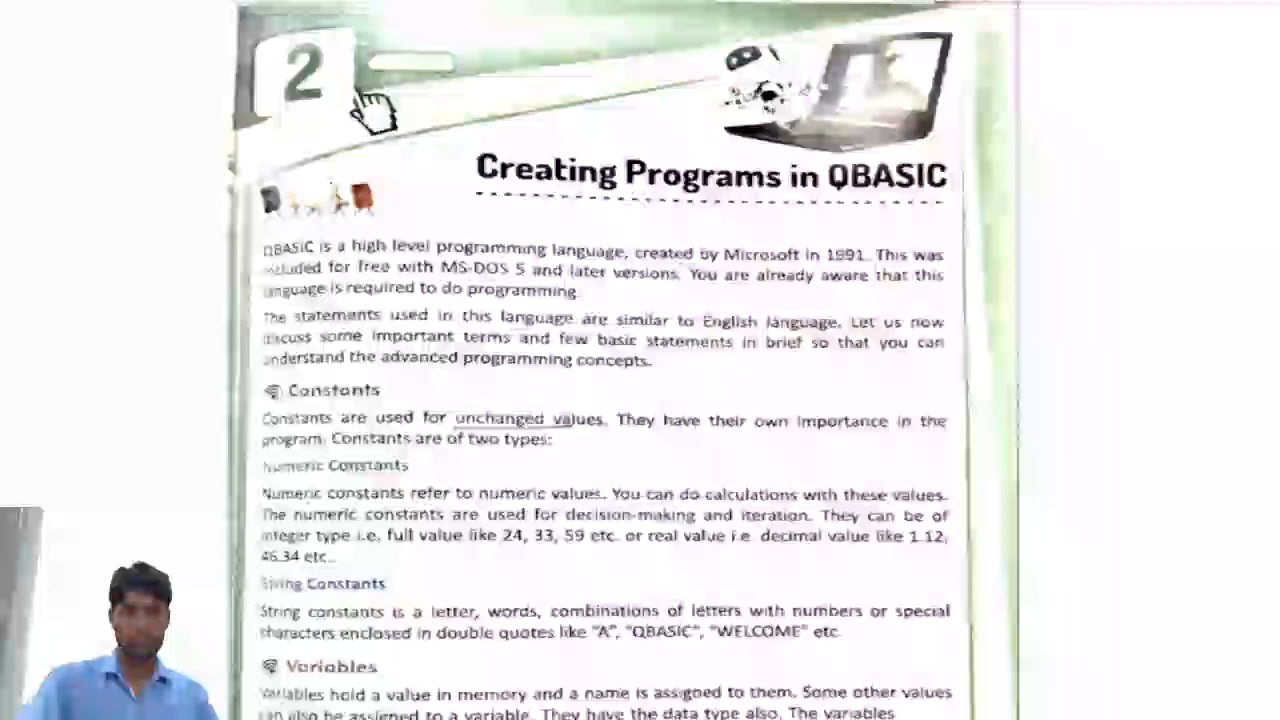 2
Creating Programs in QBASIC
QBASIC is a high level programming language, created by Microsoft in 1991. This was
included for free with MS-DOS 5 and later versions. You are already aware that this
language is required to do programming.
The statements used in this language are similar to English language. Let us now
discuss some important terms and few basic statements in brief so that you can
understand the advanced programming concepts.
Constants
Constants are used for unchanged values. They have their own importance in the
program. Constants are of two types:
Numeric Constants
Numeric constants refer to numeric values. You can do calculations with these values.
The numeric constants are used for decision-making and iteration. They can be of
integer type i.e. full value like 24, 33, 59 etc. or real value i.e. decimal value like 1.12,
46.34 etc.
String Constants
String constants is a letter, words, combinations of letters with numbers or special
characters enclosed in double quotes like "A", "QBASIC", "WELCOME" etc.
Variables
Variables hold a value in memory and a name is assigned to them. Some other values
can also be assigned to a variable. They have the data type also. The variables